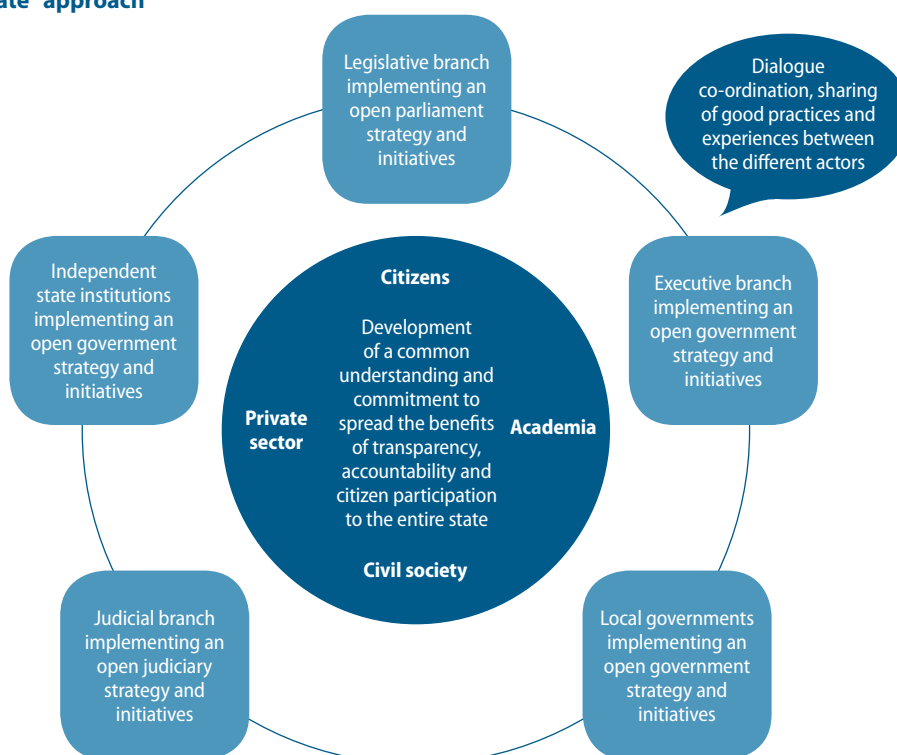 approach
Legislative branch
implementing an
open parliament
strategy and
initiatives
Dialogue
co-ordination, sharing
of good practices and
experiences between
the different actors
Independent
state institutions
implementing an
open government
strategy and
initiatives
Citizens
Development
of a common
understanding and
commitment to
spread the benefits
of transparency,
accountability and
citizen participation
to the entire state
Private
sector
Academia
Civil society
Executive branch
implementing an
open government
strategy and
initiatives
Judicial branch
implementing an
open judiciary
strategy and
initiatives
Local governments
implementing an
open government
strategy and
initiatives